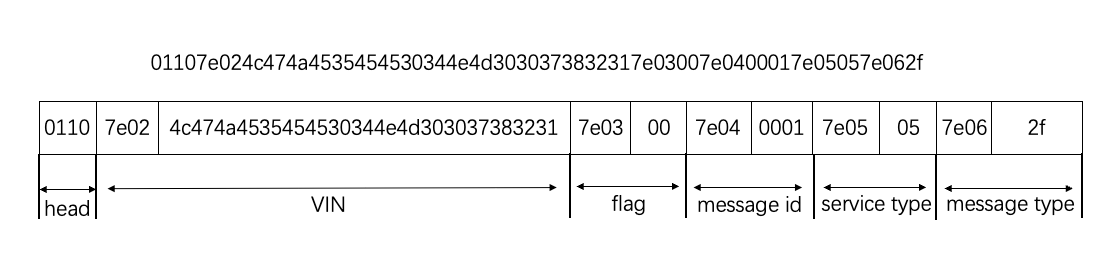 01107e024c474a4535454530344e4d3030373832317e03007e0400017e05057e062f
0110 7e02 4c474a4535454530344e4d303037383231 7e03 00 7e04 0001 7e05 05 7e06 2f
head VIN flag message id service type message type